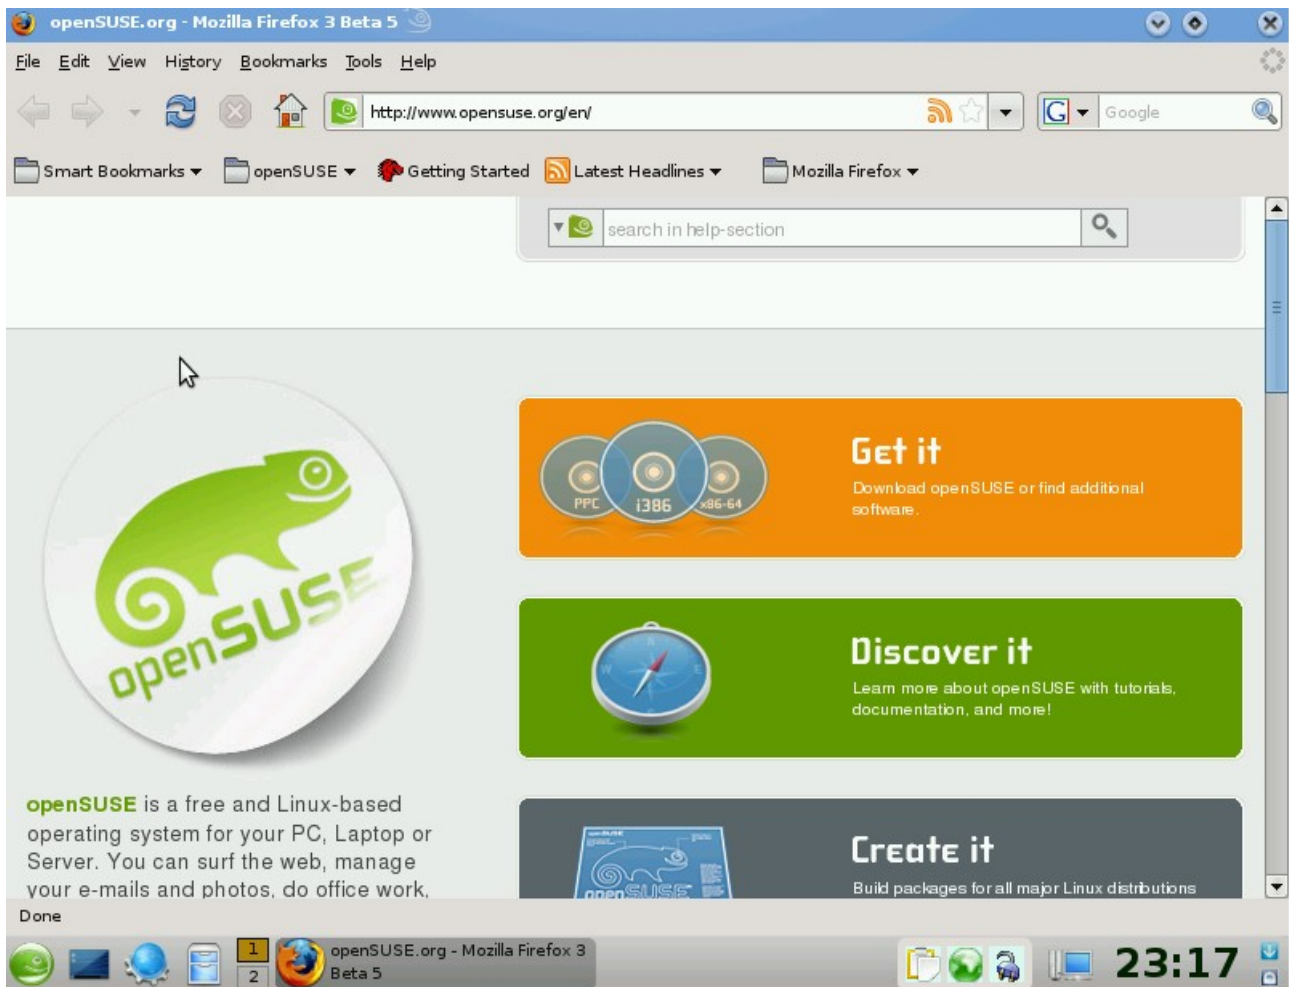 openSUSE.org - Mozilla Firefox 3 Beta 5
File Edit View History Bookmarks Tools Help
http://www.opensuse.org/en/
G
Google
Smart Bookmarks openSUSE Getting Started Latest Headlines Mozilla Firefox
search in help-section
PPC
i386
x86-64
Get it
Download openSUSE or find additional
software.
openSUSE
N
W
E
S
Discover it
Learn more about openSUSE with tutorials,
documentation, and more!
openSUSE is a free and Linux-based
operating system for your PC, Laptop or
Server. You can surf the web, manage
your e-mails and photos, do office work,
openSUSE
openSUSE
Create it
Build packages for all major Linux distributions
Done
1
2
openSUSE.org - Mozilla Firefox 3
Beta 5
23:17